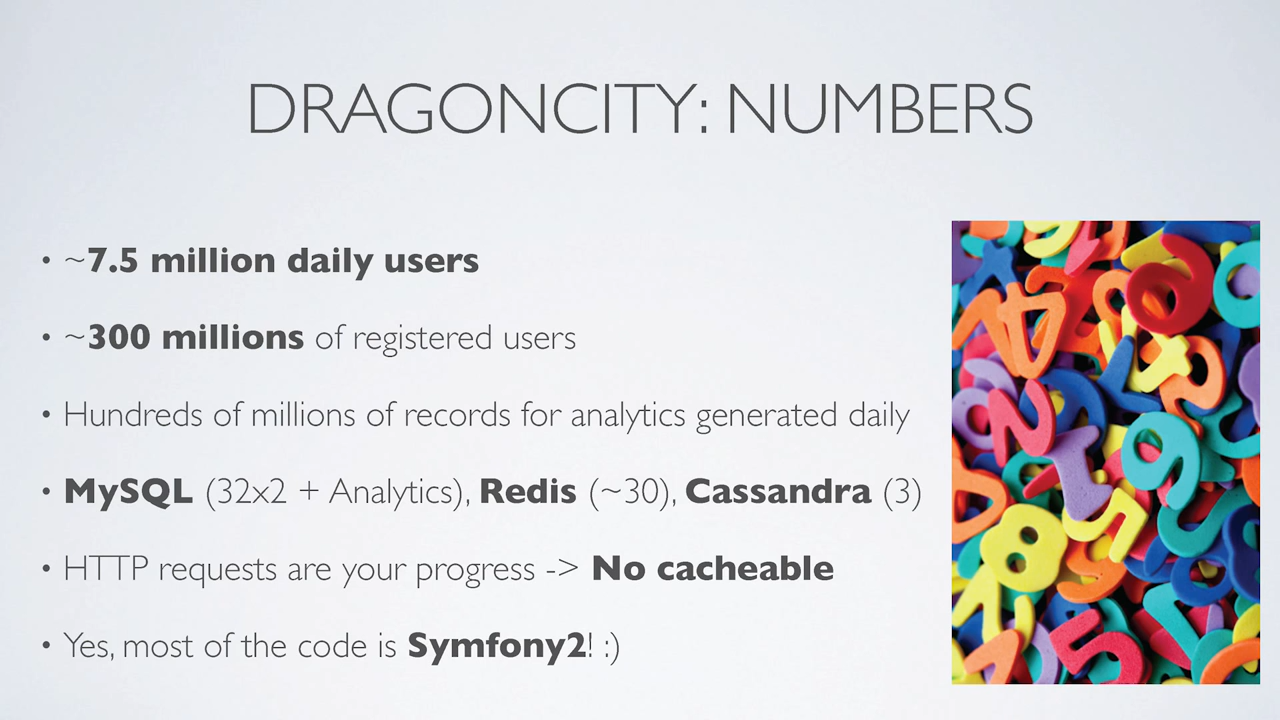 DRAGONCITY: NUMBERS
• ~7.5 million daily users
• ~300 millions of registered users
• Hundreds of millions of records for analytics generated daily
• MySQL (32x2 + Analytics), Redis (~30), Cassandra (3)
• HTTP requests are your progress -> No cacheable
• Yes, most of the code is Symfony2! :)